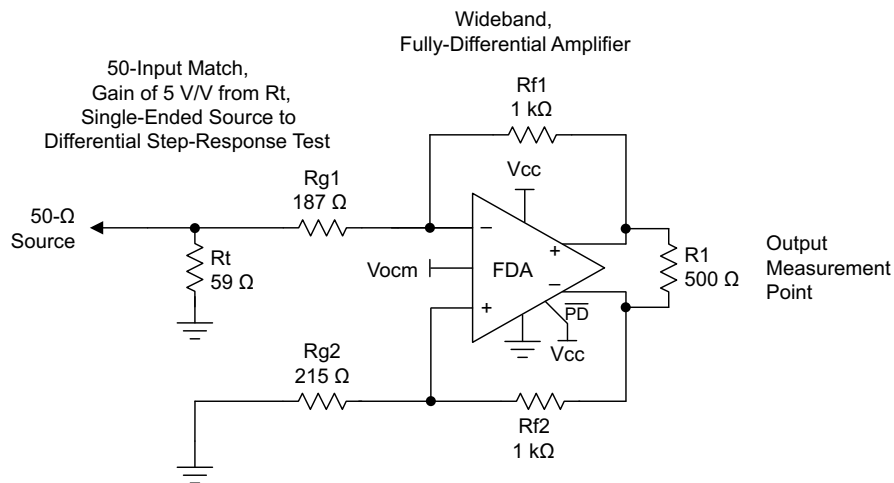 Wideband,
Fully-Differential Amplifier
50-Input Match,
Gain of 5 V/V from Rt,
Single-Ended Source to
Differential Step-Response Test
Rf1
1 kΩ
Vcc
Rg1
187 Ω
50-Ω
Source
Rt
59 Ω
Vocm
−
+
FDA
+
−
PD
Vcc
R1
500 Ω
Output
Measurement
Point
Rg2
215 Ω
Rf2
1 kΩ